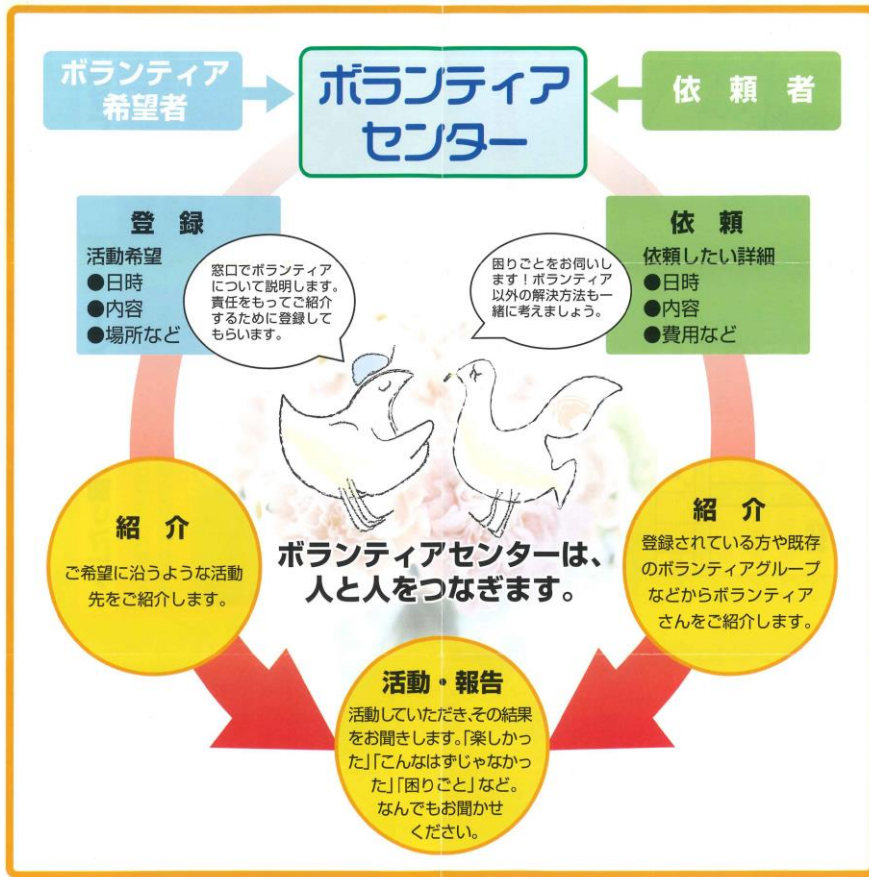 ボランティア
希望者
ボランティア
センター
依頼者
登録
活動希望
●日時
●内容
●場所など
窓口でボランティア
について説明します。
責任をもってご紹介
するために登録して
もらいます。
困りごとをお伺いし
ます!ボランティア
以外の解決方法も一
緒に考えましょう。
依頼
依頼したい詳細
●日時
●内容
●費用など
紹介
ご希望に沿うような活動
先をご紹介します。
ボランティアセンターは、
人と人をつなぎます。
紹介
登録されている方や既存
のボランティアグループ
などからボランティア
さんをご紹介します。
活動・報告
活動していただき、その結果
をお聞きします。「楽しかっ
た」「こんなはずじゃなかっ
た」「困りごと」など。
なんでもお聞かせ
ください。